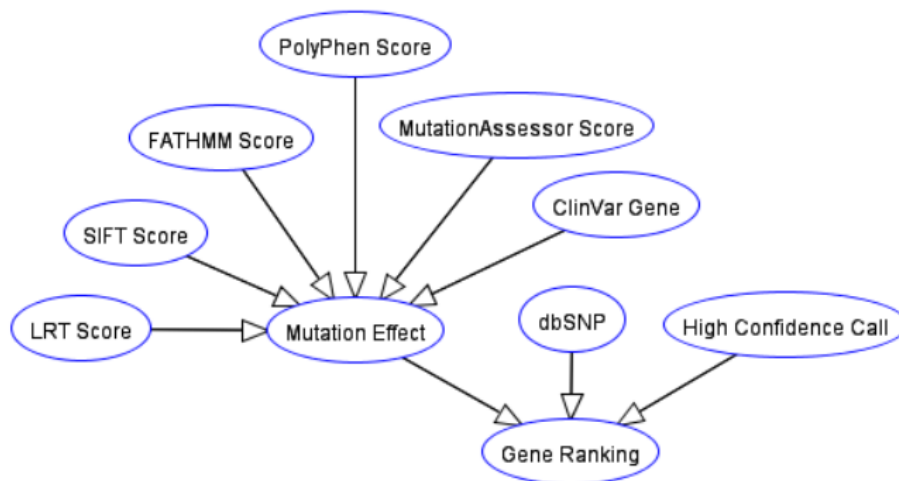 PolyPhen Score
FATHMM Score
MutationAssessor Score
ClinVar Gene
SIFT Score
LRT Score
Mutation Effect
dbSNP
High Confidence Call
Gene Ranking